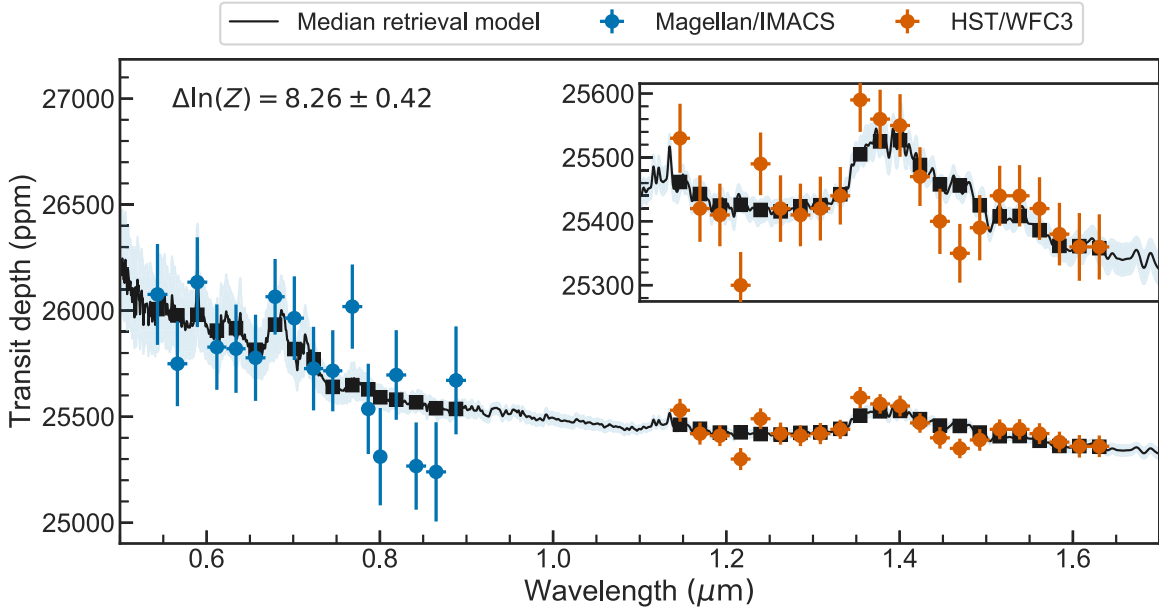 Median retrieval model Magellan/IMACS HST/WFC3
Δln(Z) = 8.26 ± 0.42
Transit depth (ppm)
27000
26500
26000
25500
25000
25600
25500
25400
25300
0.6 0.8 1.0 1.2 1.4 1.6
Wavelength (μm)